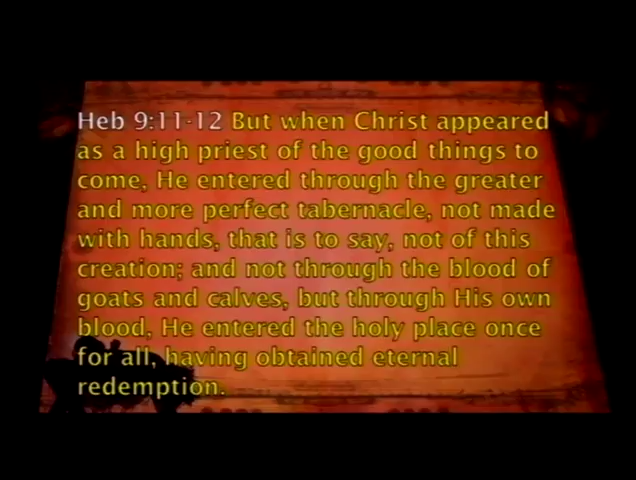 Heb 9:11-12 But when Christ appeared
as a high priest of the good things to
come, He entered through the greater
and more perfect tabernacle, not made
with hands, that is to say, not of this
creation; and not through the blood of
goats and calves, but through His own
blood, He entered the holy place once
for all, having obtained eternal
redemption.